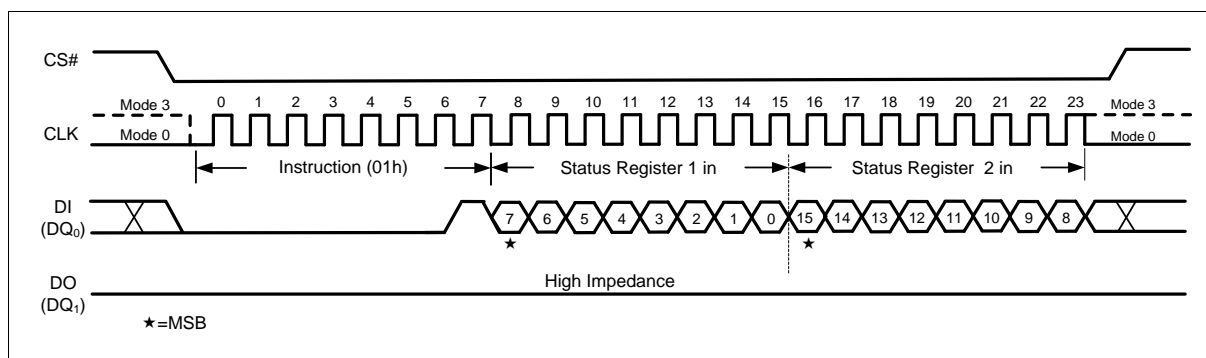 CS#
Mode 3 0 1 2 3 4 5 6 7 8 9 10 11 12 13 14 15 16 17 18 19 20 21 22 23 Mode 3
CLK Mode 0 Mode 0
Instruction (01h) Status Register 1 in Status Register 2 in
DI
(DQ0) 7 6 5 4 3 2 1 0 15 14 13 12 11 10 9 8
★ ★
High Impedance
DO
(DQ1)
★=MSB